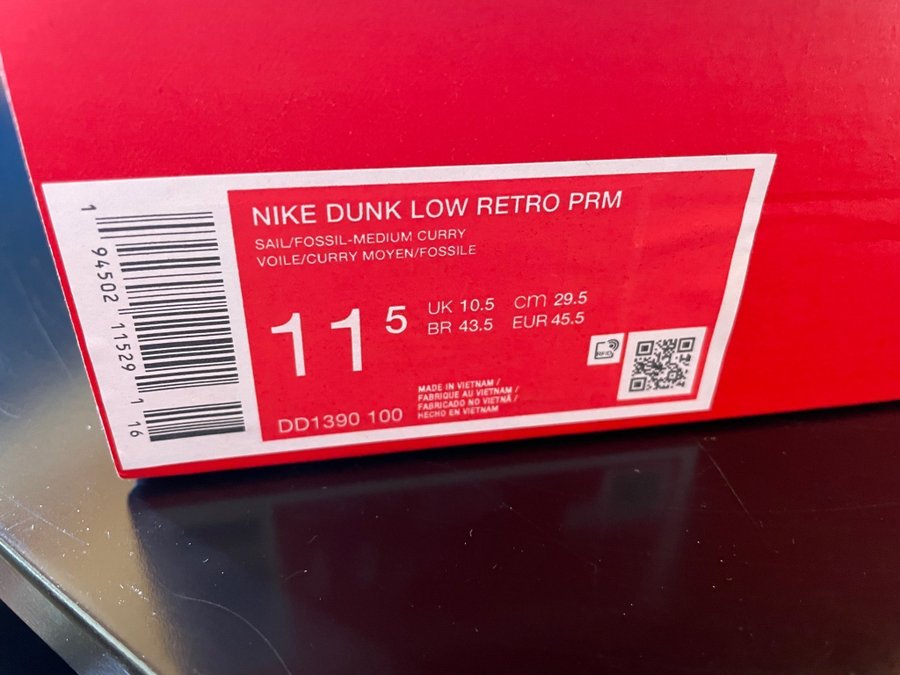 NIKE DUNK LOW RETRO PRM
SAIL/FOSSIL-MEDIUM CURRY
VOILE/CURRY MOYEN/FOSSILE
11 5
UK 10.5 cm 29.5
BR 43.5 EUR 45.5
RFID
MADE IN VIETNAM /
FABRIQUE AU VIETNAM /
FABRICADO NO VIETNÃ /
HECHO EN VIETNAM
DD1390 100
1 94502 11529 1 16